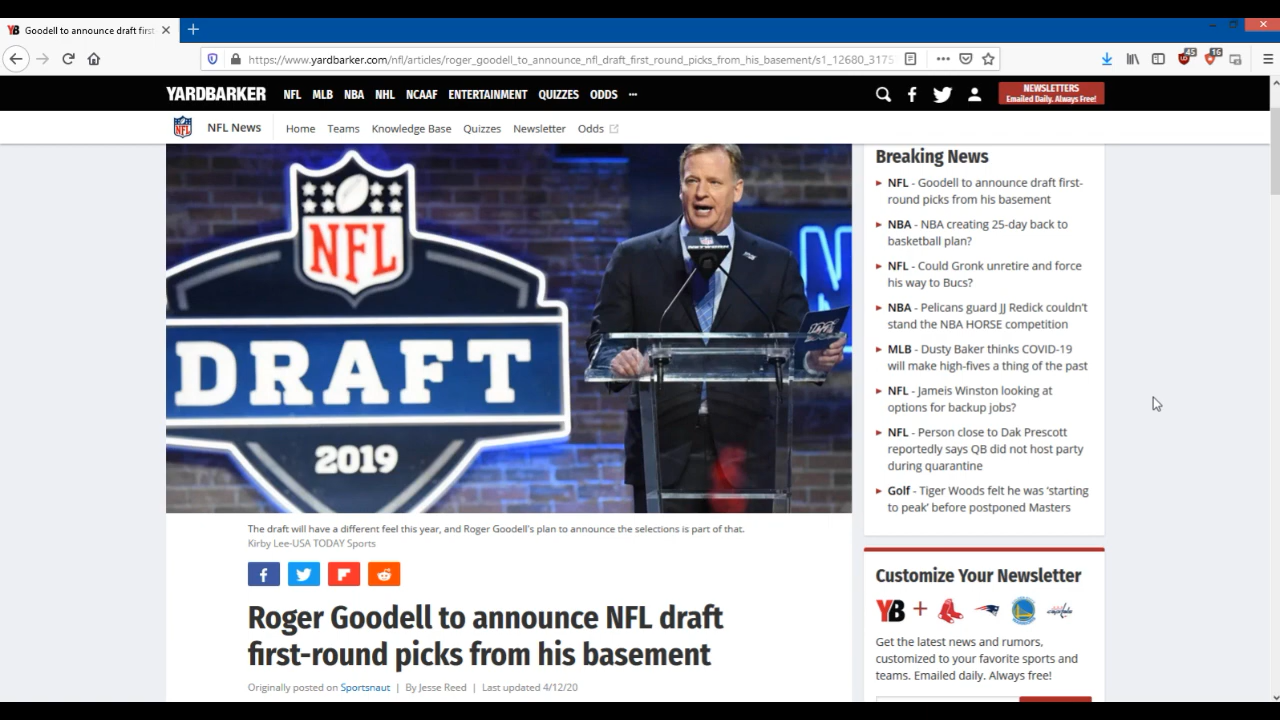 YB Goodell to announce draft first
https://www.yardbarker.com/nfl/articles/roger_goodell_to_announce_nfl_draft_first_round_picks_from_his_basement/s1_12680_3175
45
16
YARDBARKER
NFL
MLB
NBA
NHL
NCAAF
ENTERTAINMENT
QUIZZES
ODDS
NEWSLETTERS
Emailed Daily. Always Free!
NFL
NFL News
Home
Teams
Knowledge Base
Quizzes
Newsletter
Odds
NFL
DRAFT
2019
NETWORK
N
Breaking News
NFL - Goodell to announce draft first-
round picks from his basement
NBA - NBA creating 25-day back to
basketball plan?
NFL - Could Gronk unretire and force
his way to Bucs?
NBA - Pelicans guard JJ Redick couldn't
stand the NBA HORSE competition
MLB - Dusty Baker thinks COVID-19
will make high-fives a thing of the past
NFL - Jameis Winston looking at
options for backup jobs?
NFL - Person close to Dak Prescott
reportedly says QB did not host party
during quarantine
Golf - Tiger Woods felt he was 'starting
to peak' before postponed Masters
The draft will have a different feel this year, and Roger Goodell's plan to announce the selections is part of that.
Kirby Lee-USA TODAY Sports
Roger Goodell to announce NFL draft
first-round picks from his basement
Originally posted on Sportsnaut | By Jesse Reed | Last updated 4/12/20
Customize Your Newsletter
YB +
Get the latest news and rumors,
customized to your favorite sports and
teams. Emailed daily. Always free!